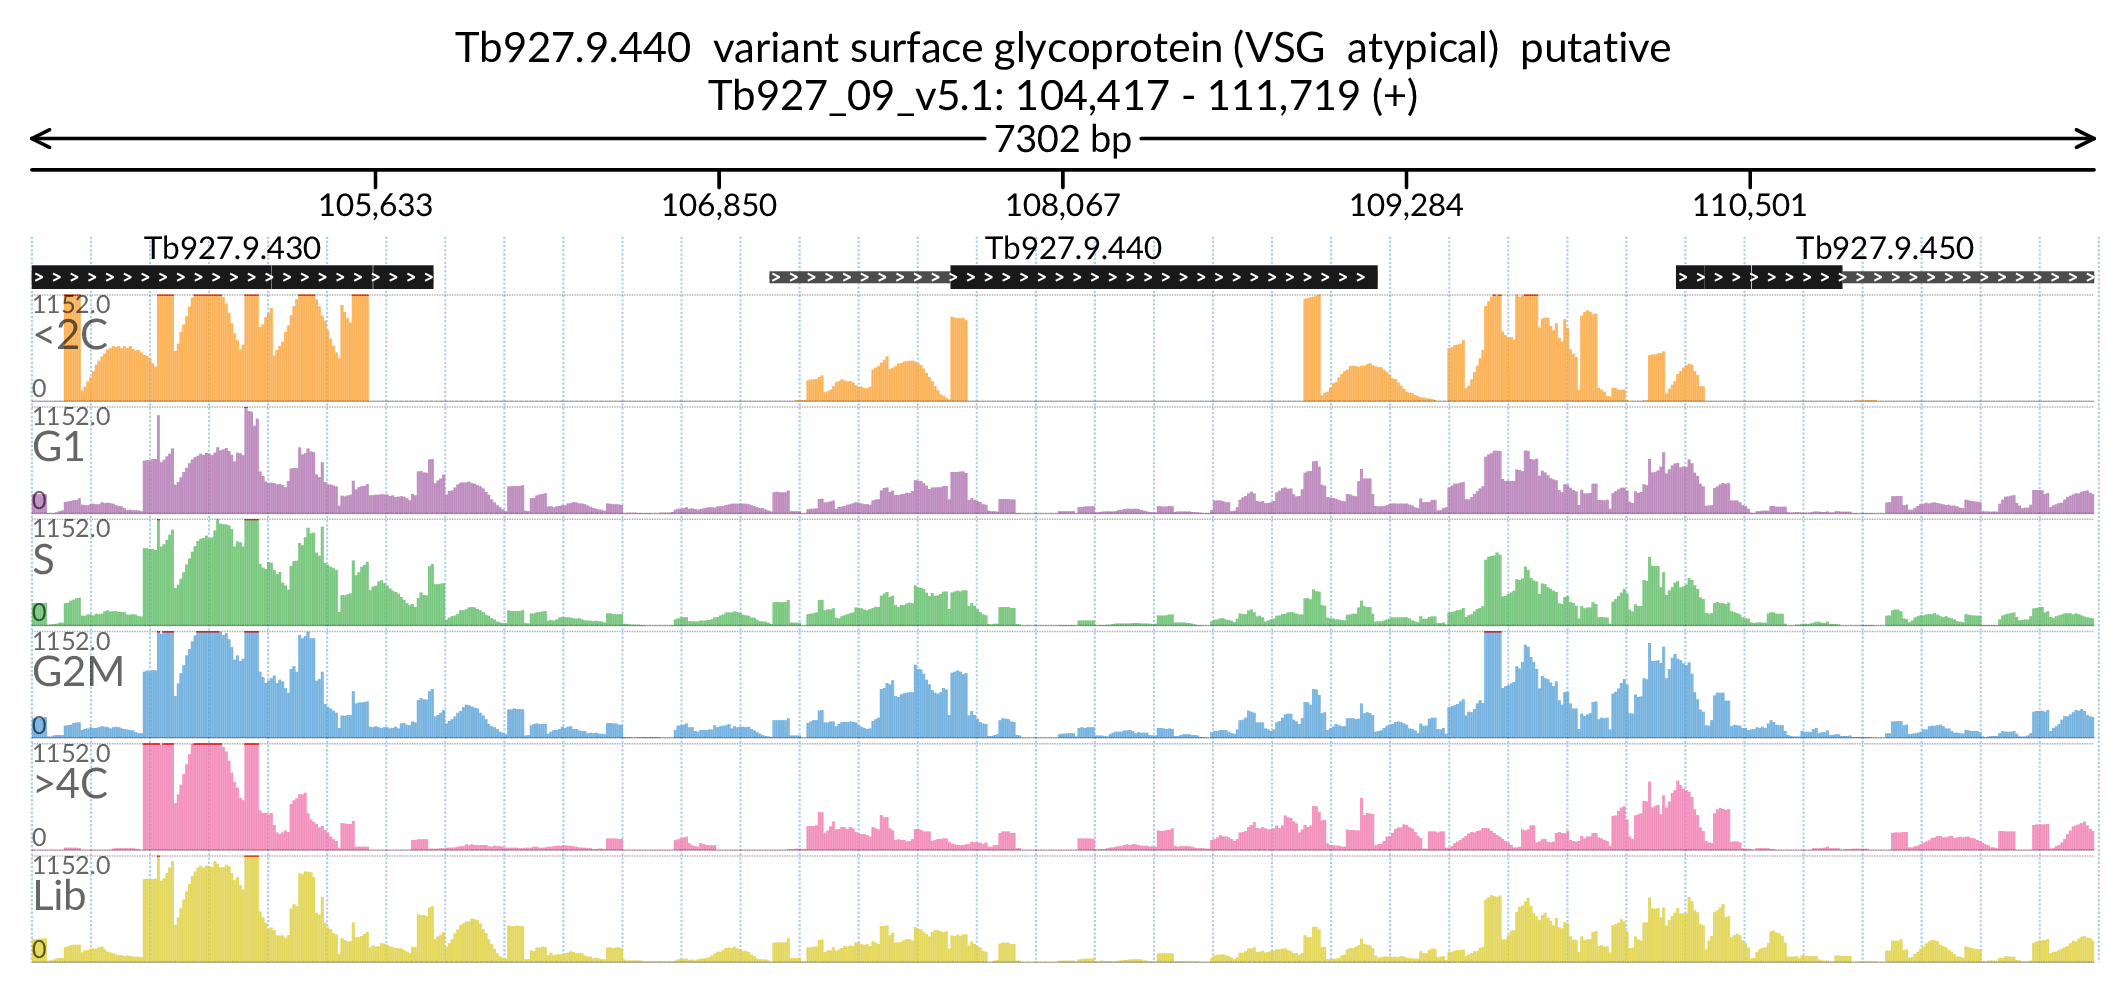 Tb927.9.440  variant surface glycoprotein (VSG  atypical)  putative
Tb927_09_v5.1: 104,417 - 111,719 (+)
7302 bp
105,633 106,850 108,067 109,284 110,501
Tb927.9.430 Tb927.9.440 Tb927.9.450
1152.0
<2C
0
1152.0
G1
0
1152.0
S
0
1152.0
G2M
0
1152.0
>4C
0
1152.0
Lib
0